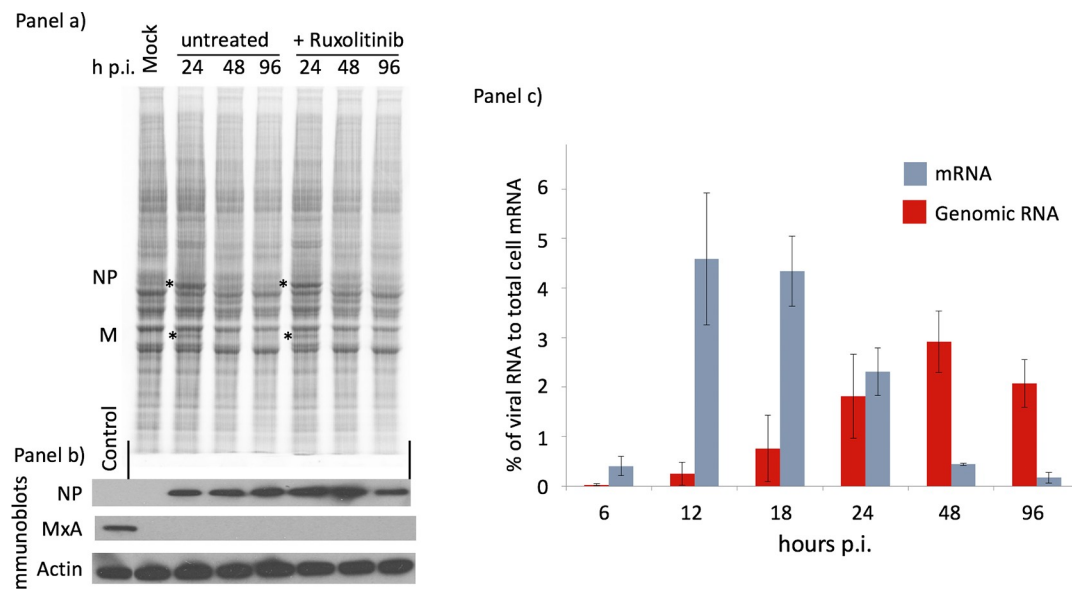 Panel a)
Mock
untreated
+ Ruxolitinib
h p.i. 24 48 96 24 48 96
NP
*
*
M
*
*
Control
Panel b)
mmunoblots
NP
MxA
Actin
Panel c)
% of viral RNA to total cell mRNA
6
5
4
3
2
1
0
mRNA
Genomic RNA
6 12 18 24 48 96
hours p.i.